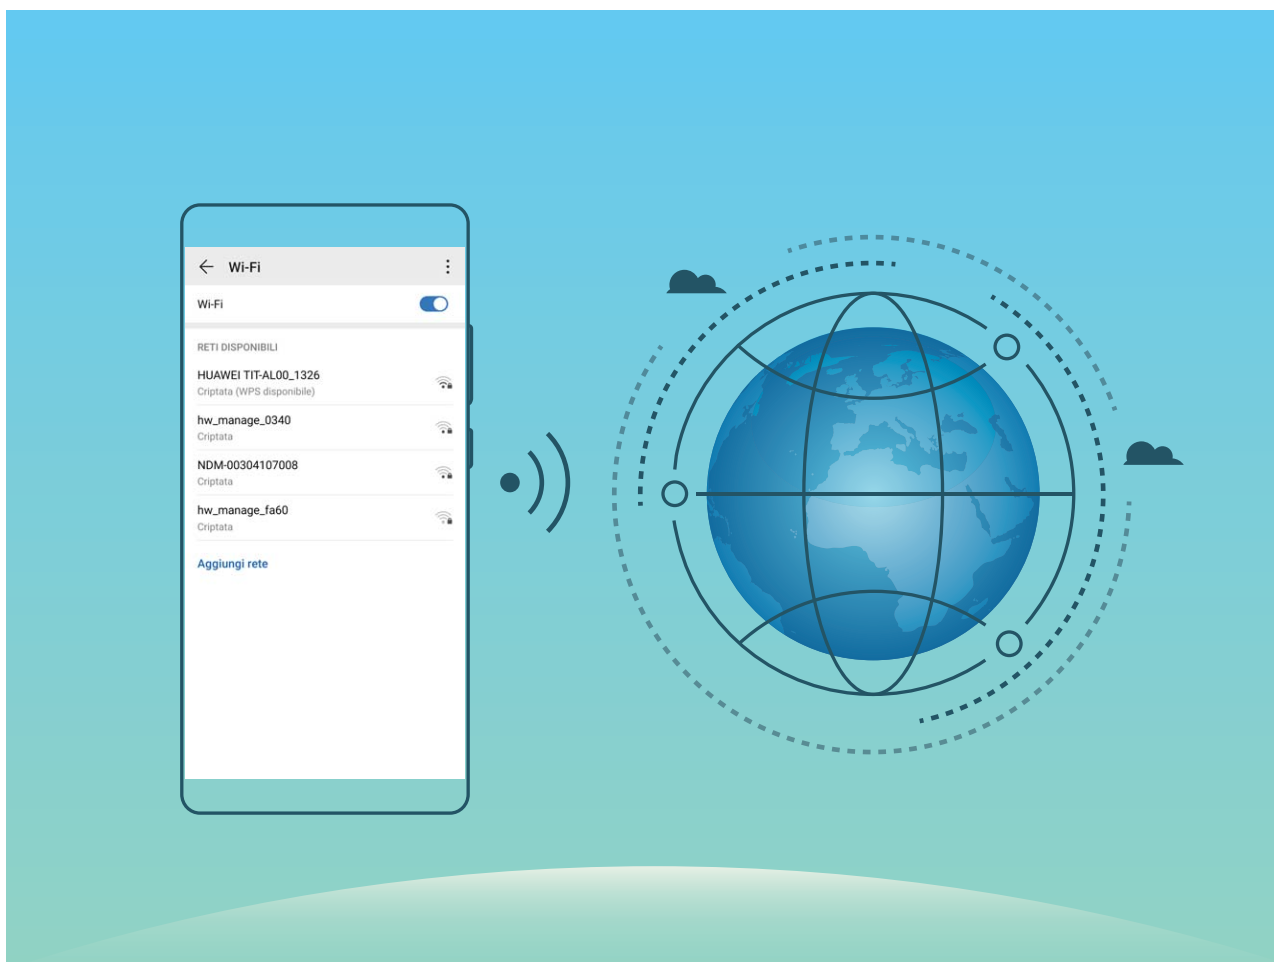 Wi-Fi
Wi-Fi
RETI DISPONIBILI
HUAWEI TIT-AL00_1326
Criptata (WPS disponibile)
hw_manage_0340
Criptata
NDM-00304107008
Criptata
hw_manage_fa60
Criptata
Aggiungi rete